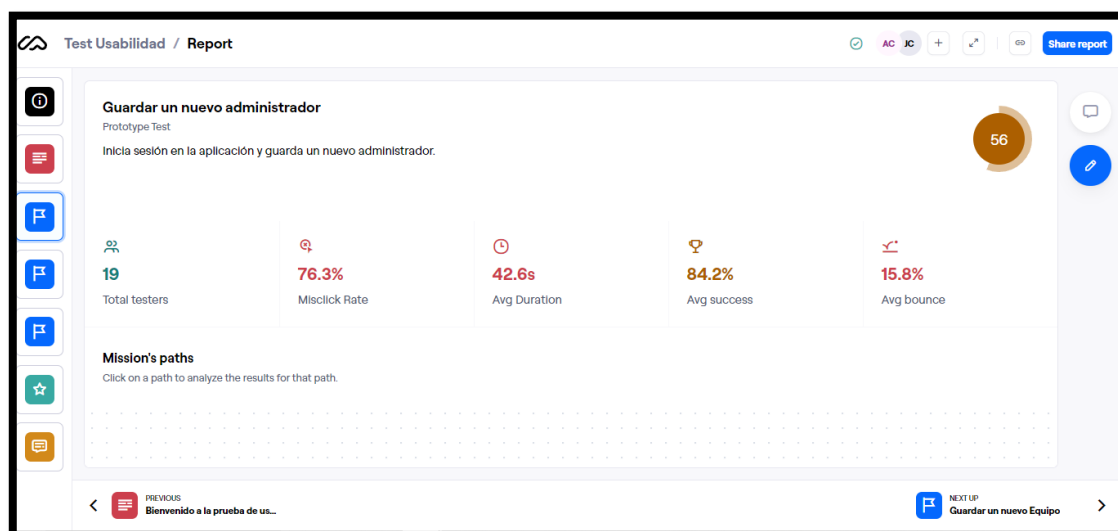 Test Usabilidad / Report
AC JC + Share report
Guardar un nuevo administrador
Prototype Test
Inicia sesión en la aplicación y guarda un nuevo administrador.
56
19
Total testers
76.3%
Misclick Rate
42.6s
Avg Duration
84.2%
Avg success
15.8%
Avg bounce
Mission's paths
Click on a path to analyze the results for that path.
PREVIOUS
Bienvenido a la prueba de us...
NEXT UP
Guardar un nuevo Equipo